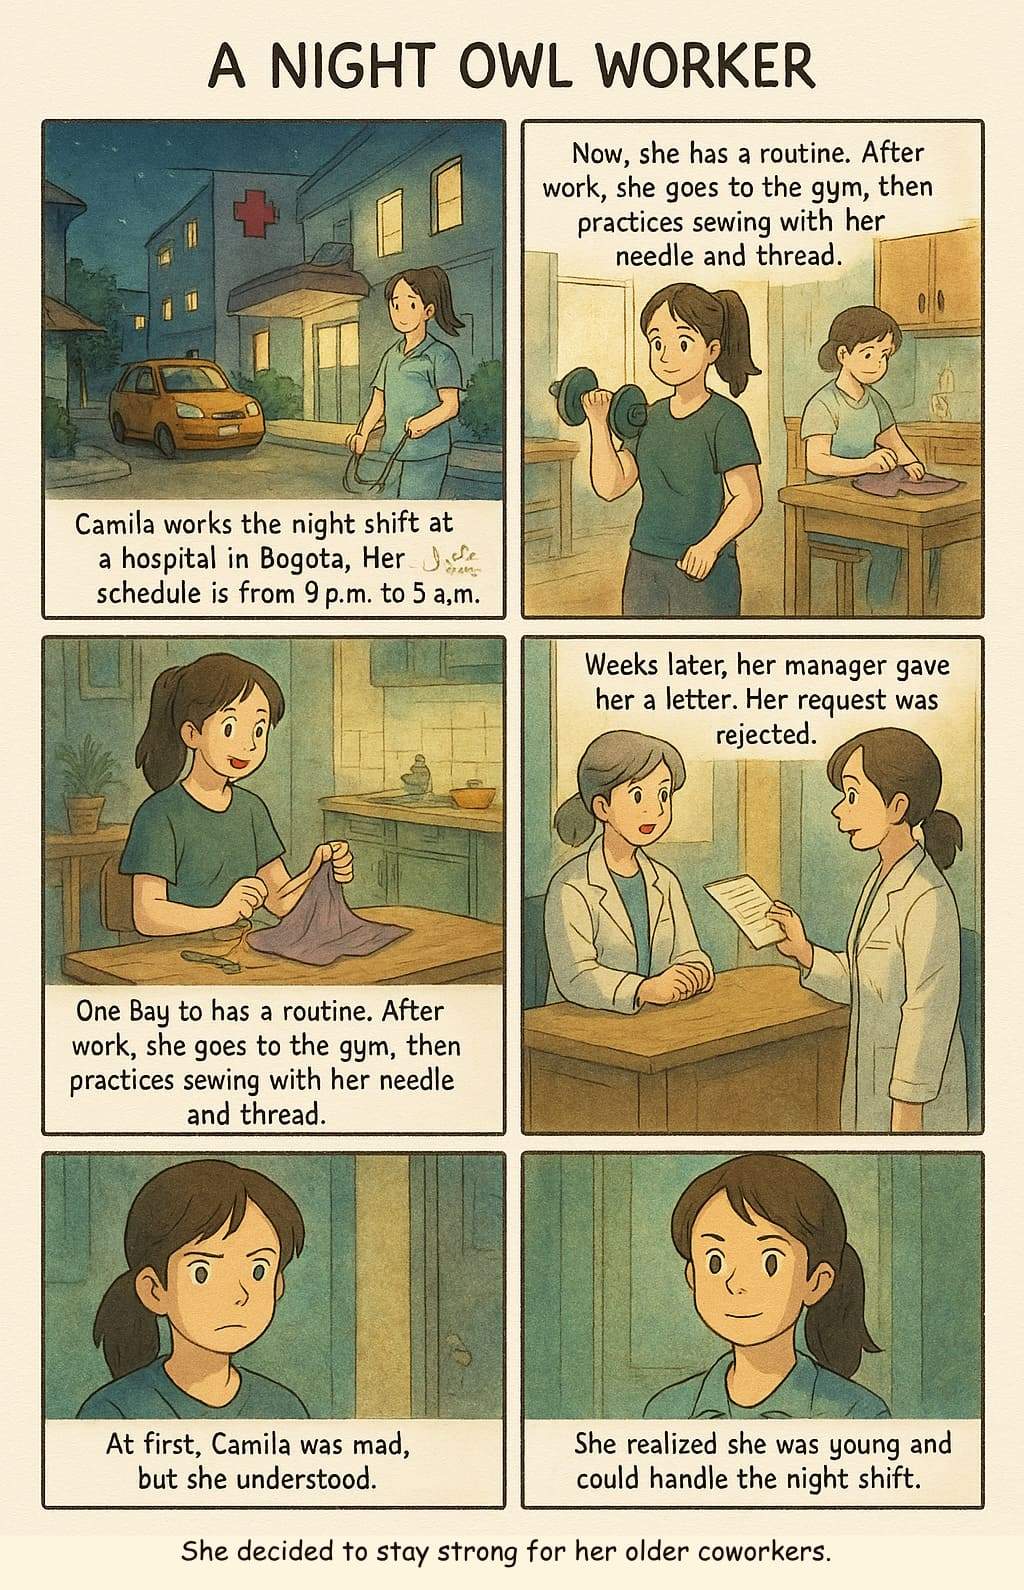 A NIGHT OWL WORKER
Camila works the night shift at
a hospital in Bogota, Her
schedule is from 9 p.m. to 5 a,m.
Now, she has a routine. After
work, she goes to the gym, then
practices sewing with her
needle and thread.
One Bay to has a routine. After
work, she goes to the gym, then
practices sewing with her needle
and thread.
Weeks later, her manager gave
her a letter. Her request was
rejected.
At first, Camila was mad,
but she understood.
She realized she was young and
could handle the night shift.
She decided to stay strong for her older coworkers.